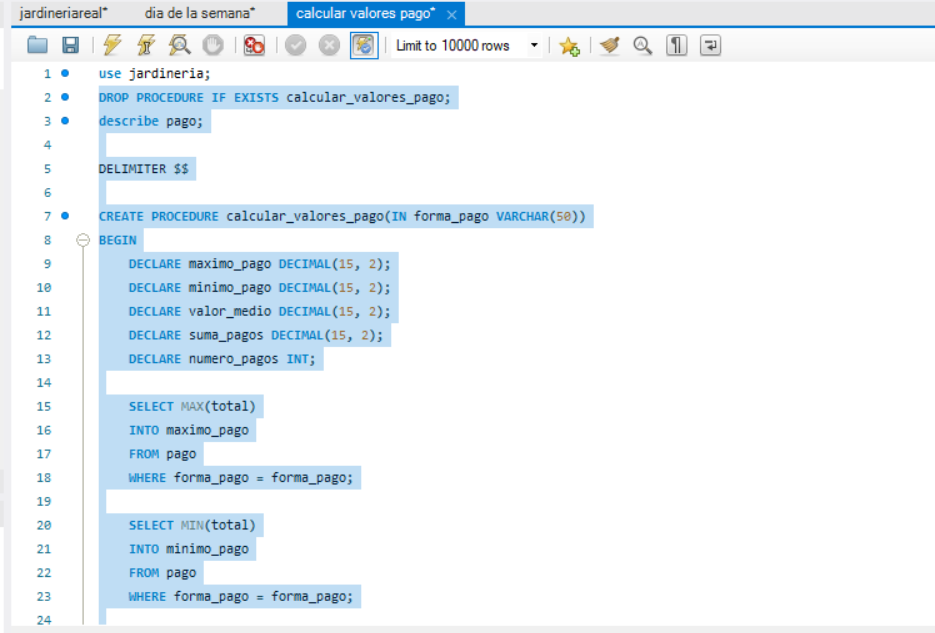 jardineriareal* dia de la semana* calcular valores pago* ×
Limit to 10000 rows
1 use jardineria;
2 DROP PROCEDURE IF EXISTS calcular_valores_pago;
3 describe pago;
4
5 DELIMITER $$
6
7 CREATE PROCEDURE calcular_valores_pago(IN forma_pago VARCHAR(50))
8 BEGIN
9 DECLARE maximo_pago DECIMAL(15, 2);
10 DECLARE minimo_pago DECIMAL(15, 2);
11 DECLARE valor_medio DECIMAL(15, 2);
12 DECLARE suma_pagos DECIMAL(15, 2);
13 DECLARE numero_pagos INT;
14
15 SELECT MAX(total)
16 INTO maximo_pago
17 FROM pago
18 WHERE forma_pago = forma_pago;
19
20 SELECT MIN(total)
21 INTO minimo_pago
22 FROM pago
23 WHERE forma_pago = forma_pago;
24